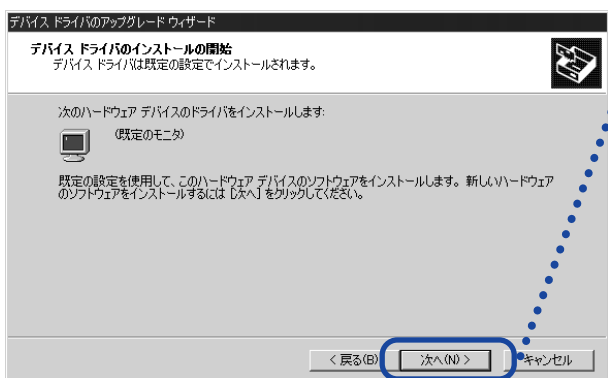 デバイス ドライバのアップグレード ウィザード
デバイス ドライバのインストールの開始
デバイス ドライバは既定の設定でインストールされます。
次のハードウェア デバイスのドライバをインストールします:
(既定のモニタ)
既定の設定を使用して、このハードウェア デバイスのソフトウェアをインストールします。新しいハードウェア
のソフトウェアをインストールするには [次へ] をクリックしてください。
< 戻る(B) 次へ(N) > キャンセル